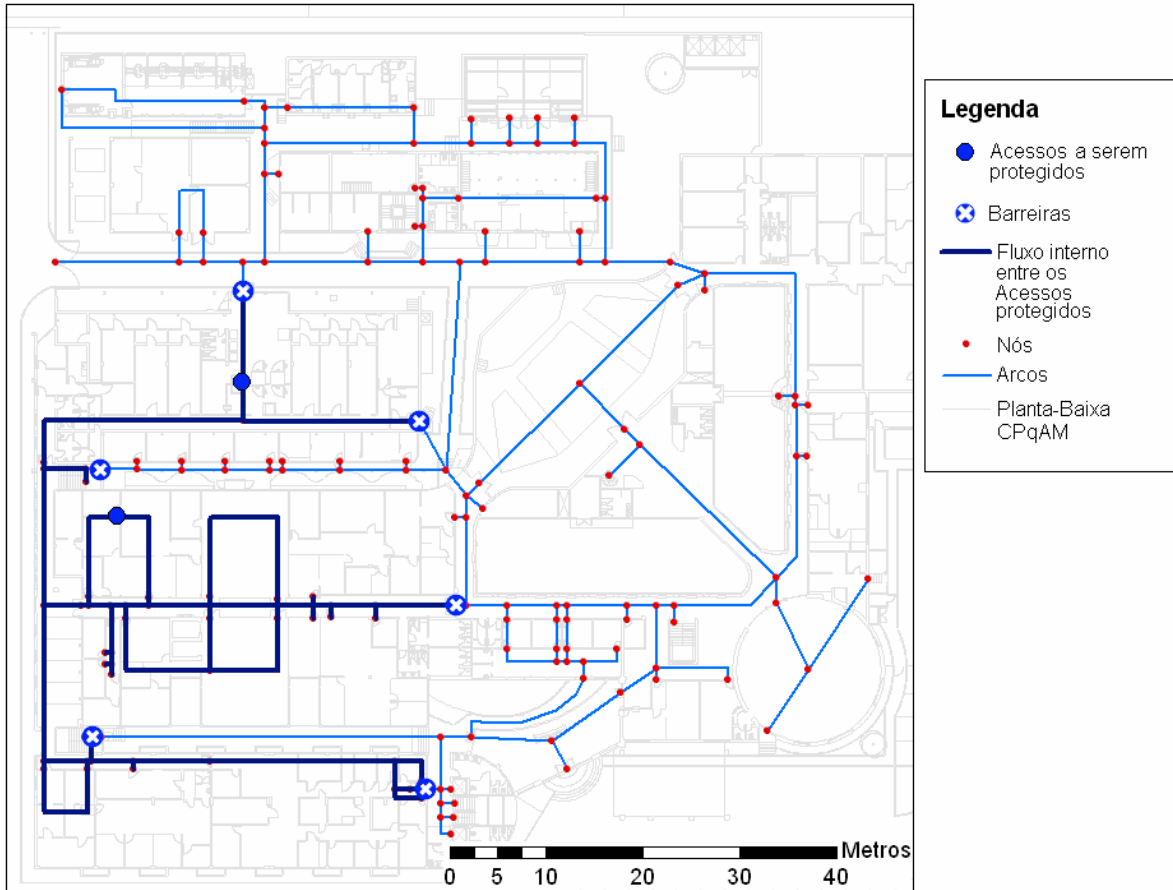 Legenda
Acessos a serem
protegidos
Barreiras
Fluxo interno
entre os
Acessos
protegidos
Nós
Arcos
Planta-Baixa
CPqAM
Metros
0 5 10 20 30 40